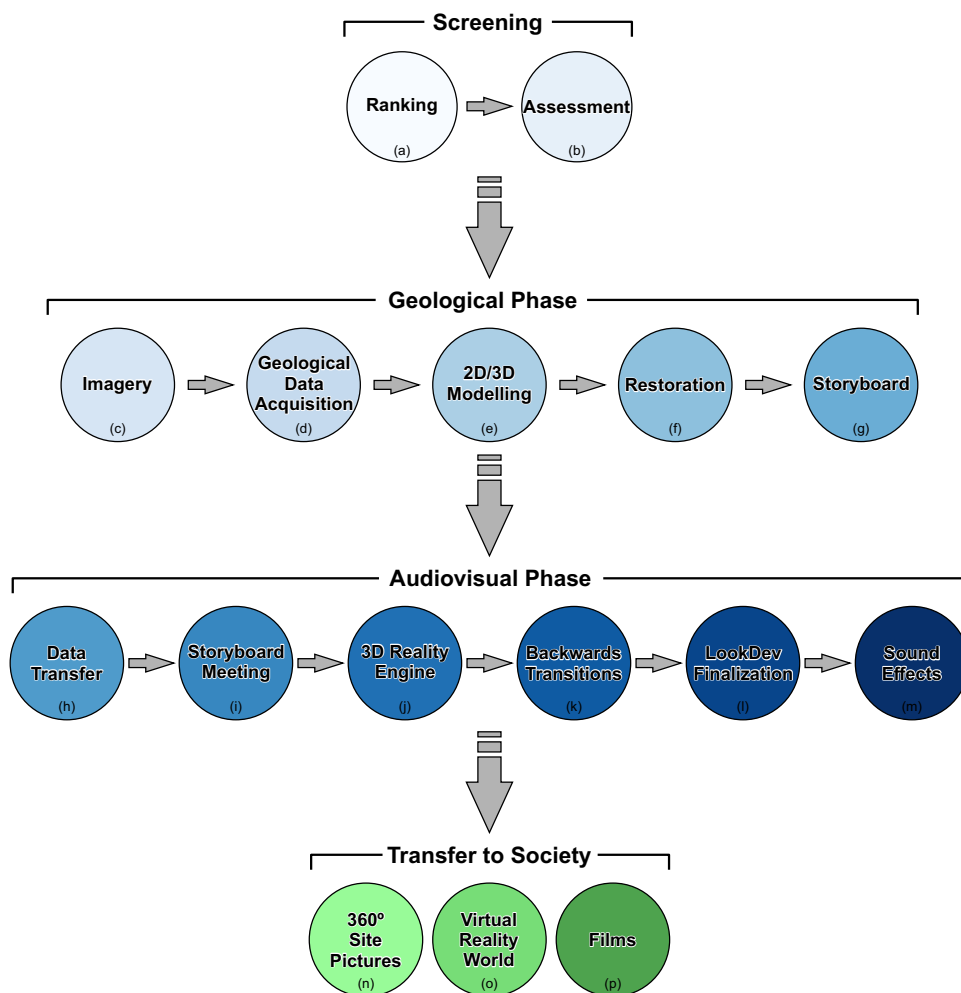 Screening
Ranking
(a)
Assessment
(b)
Geological Phase
Imagery
(c)
Geological
Data
Acquisition
(d)
2D/3D
Modelling
(e)
Restoration
(f)
Storyboard
(g)
Audiovisual Phase
Data
Transfer
(h)
Storyboard
Meeting
(i)
3D Reality
Engine
(j)
Backwards
Transitions
(k)
LookDev
Finalization
(l)
Sound
Effects
(m)
Transfer to Society
360º
Site
Pictures
(n)
Virtual
Reality
World
(o)
Films
(p)